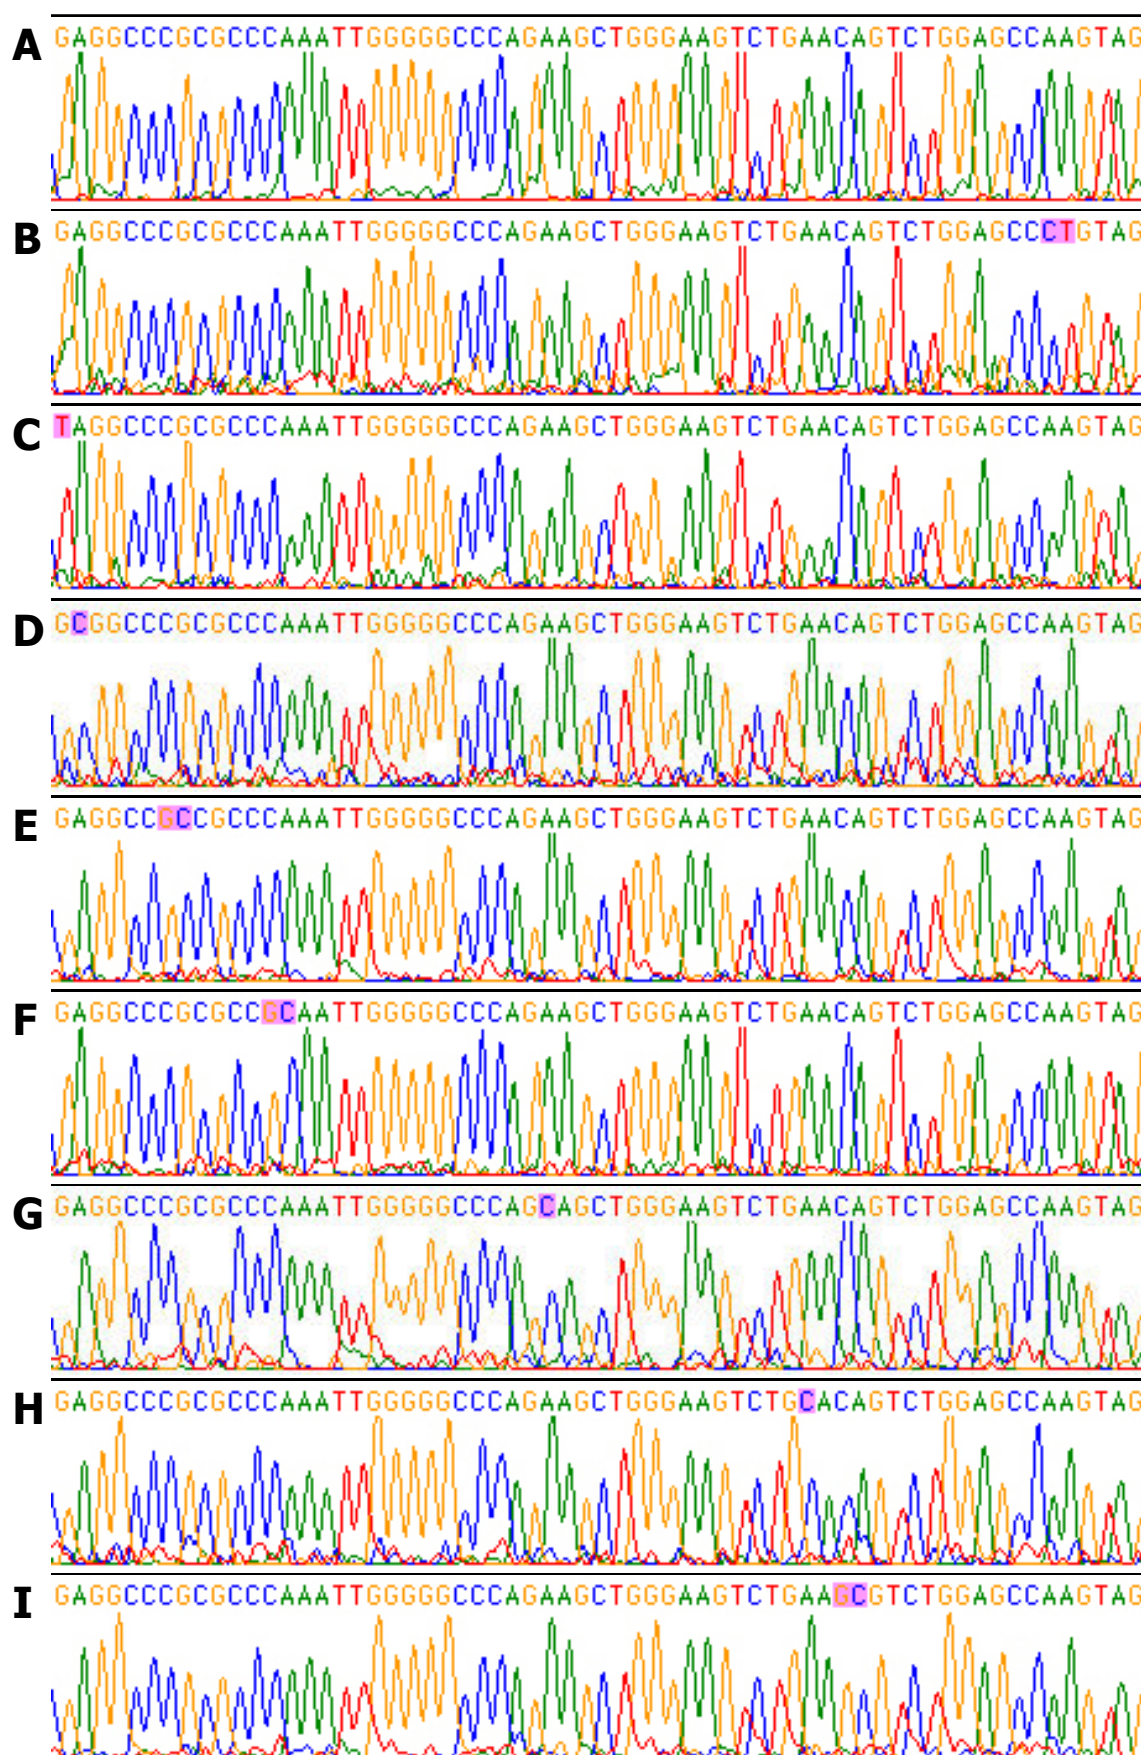 A GAGGCCCGCGCCCAAATTGGGGGCCCAGAAGCTGGGAAGTCTGAACAGTCTGGAGCCAAGTAG
B GAGGCCCGCGCCCAAATTGGGGGCCCAGAAGCTGGGAAGTCTGAACAGTCTGGAGCCCTGTAG
C TAGGCCCGCGCCCAAATTGGGGGCCCAGAAGCTGGGAAGTCTGAACAGTCTGGAGCCAAGTAG
D GCGGCCCGCGCCCAAATTGGGGGCCCAGAAGCTGGGAAGTCTGAACAGTCTGGAGCCAAGTAG
E GAGGCCGCCGCCCAAATTGGGGGCCCAGAAGCTGGGAAGTCTGAACAGTCTGGAGCCAAGTAG
F GAGGCCCGCGCCGCAATTGGGGGCCCAGAAGCTGGGAAGTCTGAACAGTCTGGAGCCAAGTAG
G GAGGCCCGCGCCCAAATTGGGGGCCCAGCAGCTGGGAAGTCTGAACAGTCTGGAGCCAAGTAG
H GAGGCCCGCGCCCAAATTGGGGGCCCAGAAGCTGGGAAGTCTGCACAGTCTGGAGCCAAGTAG
I GAGGCCCGCGCCCAAATTGGGGGCCCAGAAGCTGGGAAGTCTGAAGCGTCTGGAGCCAAGTAG